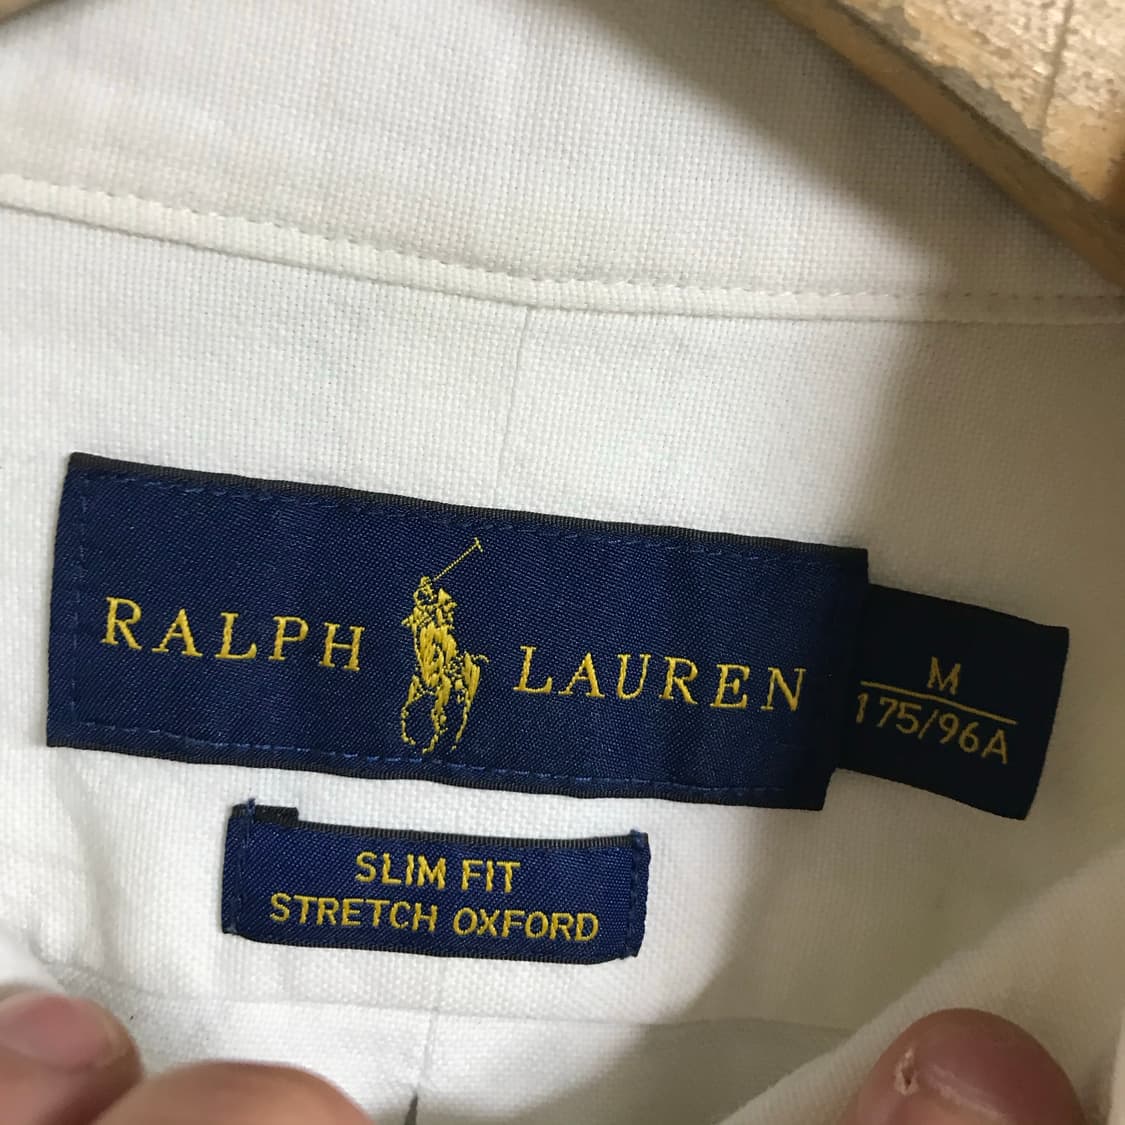 RALPH LAUREN
M
175/96A
SLIM FIT
STRETCH OXFORD